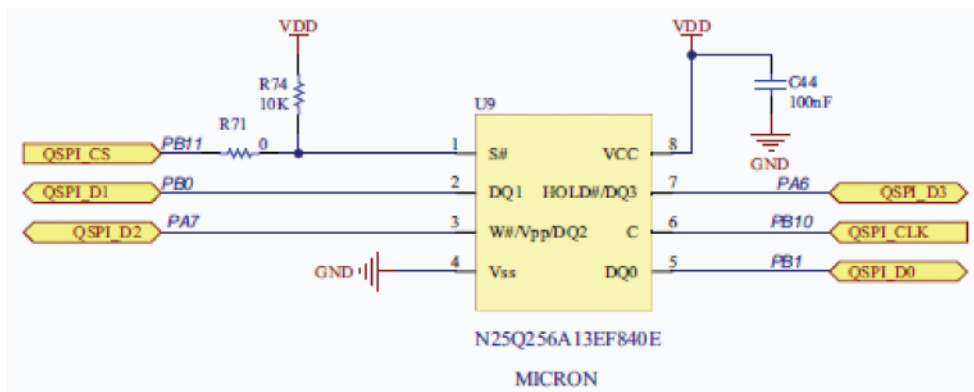 VDD
VDD
R74
10K
C44
100nF
U9
R71
0
GND
QSPI_CS PB11 1 S# VCC 8
QSPI_D1 PB0 2 DQ1 HOLD#/DQ3 7 PA6 QSPI_D3
QSPI_D2 PA7 3 W#/Vpp/DQ2 C 6 PB10 QSPI_CLK
GND 4 Vss DQ0 5 PB1 QSPI_D0
N25Q256A13EF840E
MICRON